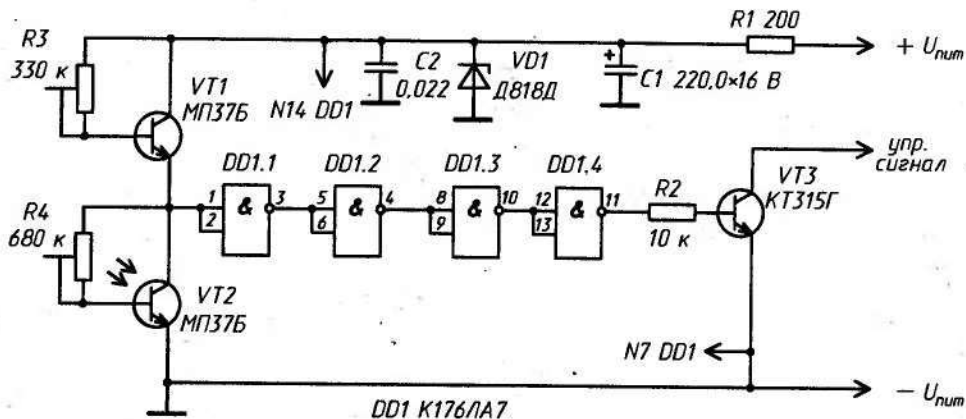 R1 200
+ Uпит
R3
330 к
VT1
МП37Б
N14 DD1
C2
0,022
VD1
Д818Д
+
C1 220,0×16 В
DD1.1
DD1.2
DD1.3
DD1.4
упр.
сигнал
VT3
КТ315Г
R4
680 к
1
2
&
3
5
6
&
4
8
9
&
10
12
13
&
11
R2
10 к
VT2
МП37Б
N7 DD1
− Uпит
DD1 К176ЛА7